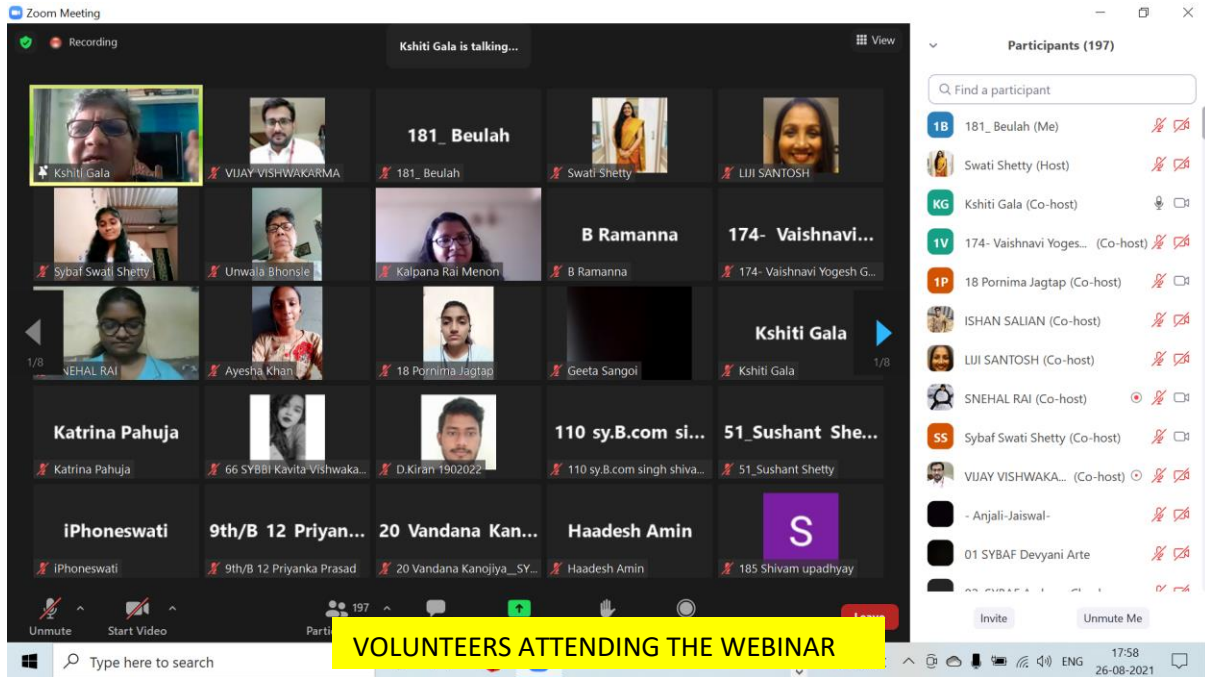 Zoom Meeting
Recording
Kshiti Gala is talking...
View
Kshiti Gala
VIJAY VISHWAKARMA
181_ Beulah
181_ Beulah
Swati Shetty
LIJI SANTOSH
Sybaf Swati Shetty
Unwala Bhonsle
Kalpana Rai Menon
B Ramanna
B Ramanna
174- Vaishnavi...
174- Vaishnavi Yogesh G...
1/8
NEHAL RAI
Ayesha Khan
18 Pornima Jagtap
Geeta Sangoi
Kshiti Gala
Kshiti Gala
1/8
Katrina Pahuja
Katrina Pahuja
66 SYBBI Kavita Vishwaka...
D.Kiran 1902022
110 sy.B.com si...
110 sy.B.com singh shiva...
51_Sushant She...
51_Sushant Shetty
iPhoneswati
iPhoneswati
9th/B 12 Priyan...
9th/B 12 Priyanka Prasad
20 Vandana Kan...
20 Vandana Kanojiya__SY...
Haadesh Amin
Haadesh Amin
S
185 Shivam upadhyay
Unmute
Start Video
197
Parti
VOLUNTEERS ATTENDING THE WEBINAR
Participants (197)
Find a participant
1B 181_ Beulah (Me)
Swati Shetty (Host)
KG Kshiti Gala (Co-host)
1V 174- Vaishnavi Yoges... (Co-host)
1P 18 Pornima Jagtap (Co-host)
ISHAN SALIAN (Co-host)
LIJI SANTOSH (Co-host)
SNEHAL RAI (Co-host)
SS Sybaf Swati Shetty (Co-host)
VIJAY VISHWAKA... (Co-host)
- Anjali-Jaiswal-
01 SYBAF Devyani Arte
Invite
Unmute Me
Type here to search
ENG
17:58
26-08-2021